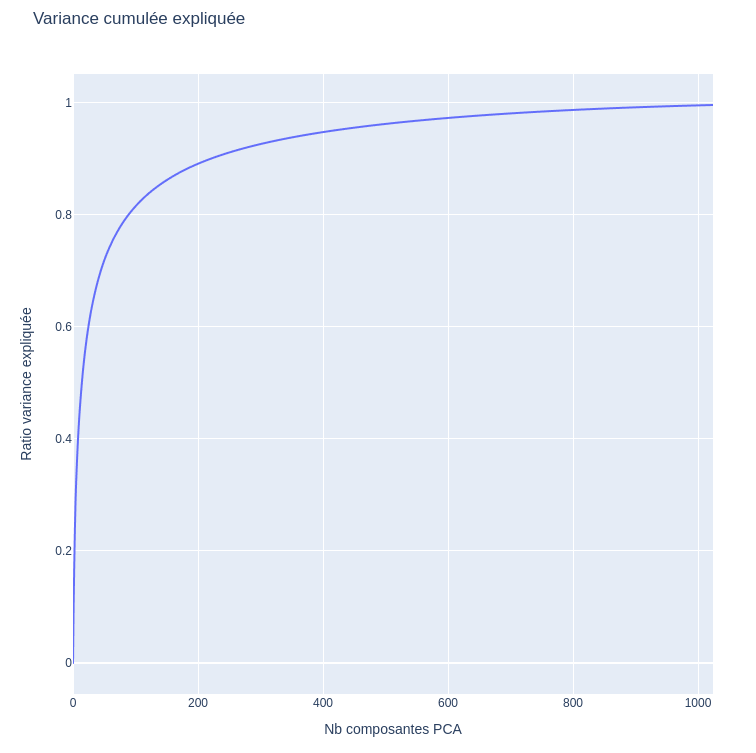 Variance cumulée expliquée
Ratio variance expliquée
1
0.8
0.6
0.4
0.2
0
0 200 400 600 800 1000
Nb composantes PCA